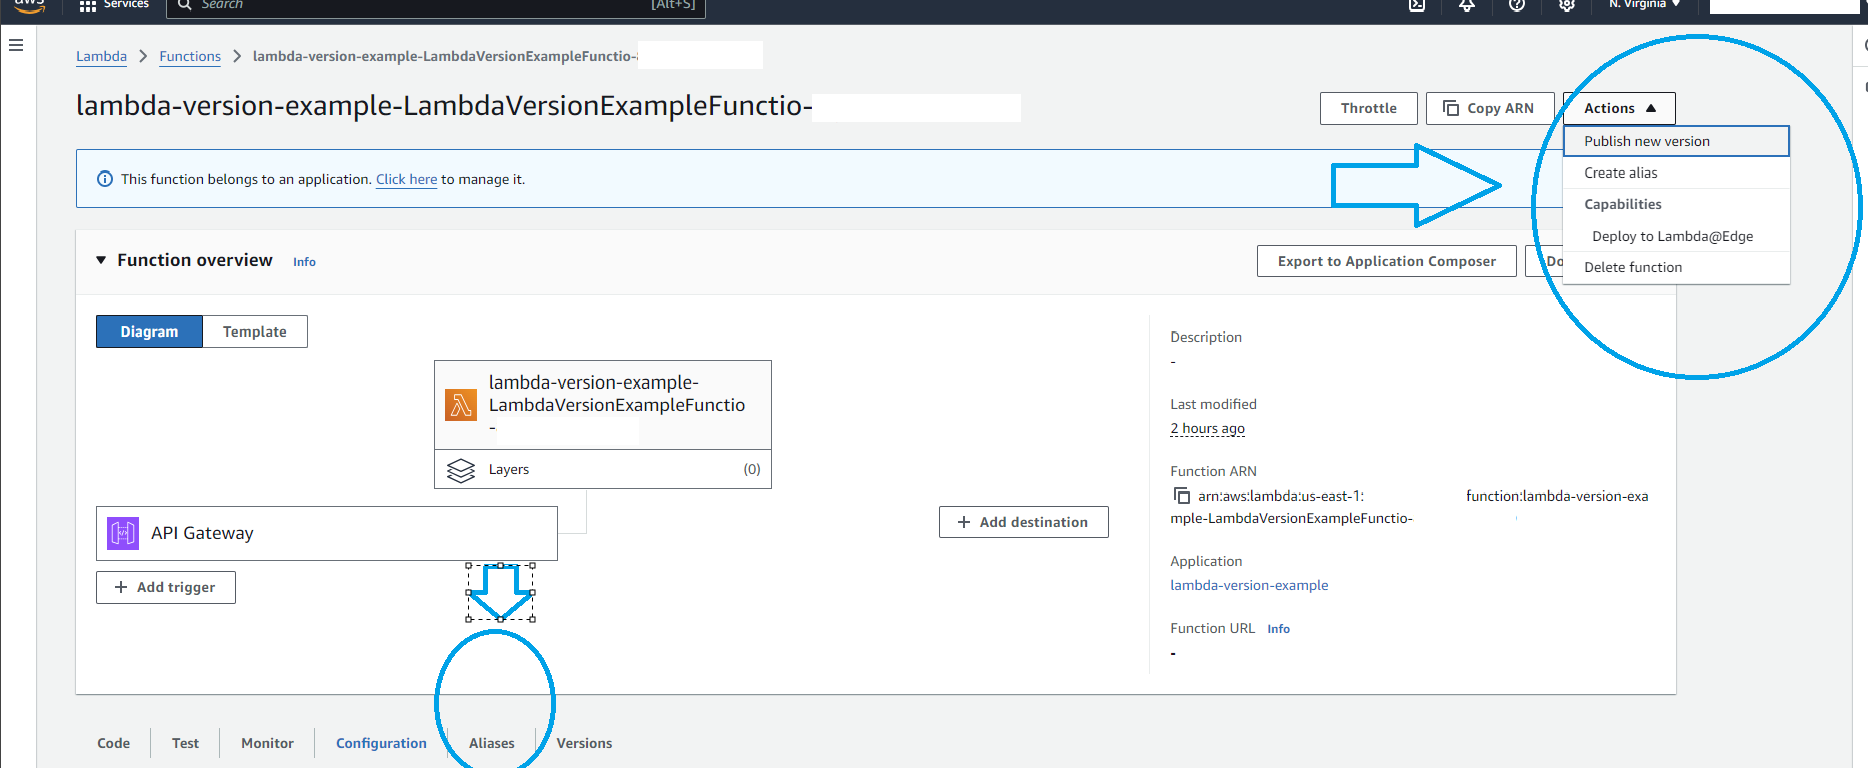 aws
Services
Search
[Alt+S]
N. Virginia
Lambda
Functions
lambda-version-example-LambdaVersionExampleFunctio-
lambda-version-example-LambdaVersionExampleFunctio-
Throttle
Copy ARN
Actions
Publish new version
Create alias
Capabilities
Deploy to Lambda@Edge
Delete function
This function belongs to an application. Click here to manage it.
Function overview
Info
Export to Application Composer
Do
Diagram
Template
lambda-version-example-
LambdaVersionExampleFunctio
-
Layers
(0)
API Gateway
+ Add trigger
+ Add destination
Description
-
Last modified
2 hours ago
Function ARN
arn:aws:lambda:us-east-1: function:lambda-version-exa
mple-LambdaVersionExampleFunctio-
Application
lambda-version-example
Function URL
Info
-
Code
Test
Monitor
Configuration
Aliases
Versions